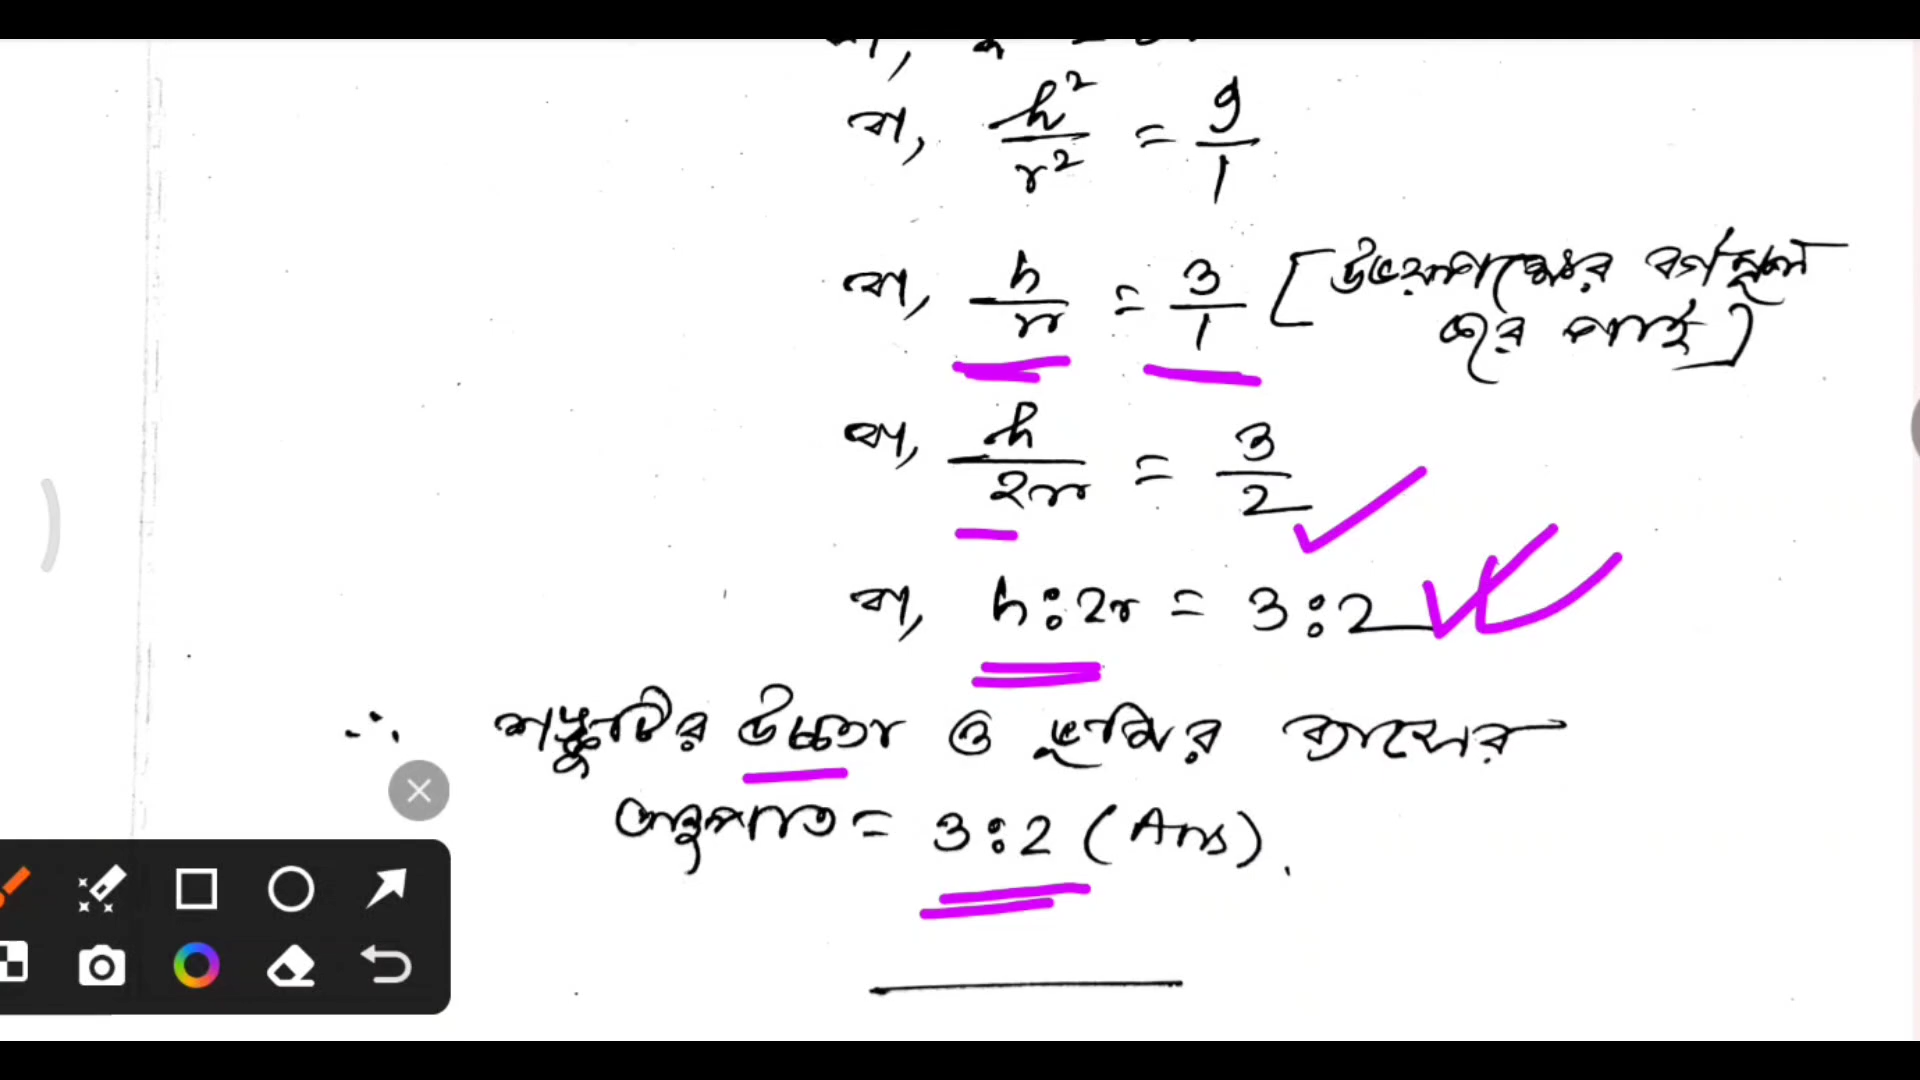 বা, h²/r² = 9/1
বা, h/r = 3/1 [উভয়পক্ষের বর্গমূল
করে পাই]
বা, h/2r = 3/2
বা, h:2r = 3:2
∴ শঙ্কুটির উচ্চতা ও ভূমির ব্যাসের
অনুপাত = 3:2 (Ans).